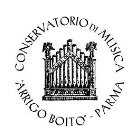 CONSERVATORIO DI MUSICA
"ARRIGO BOITO" - PARMA